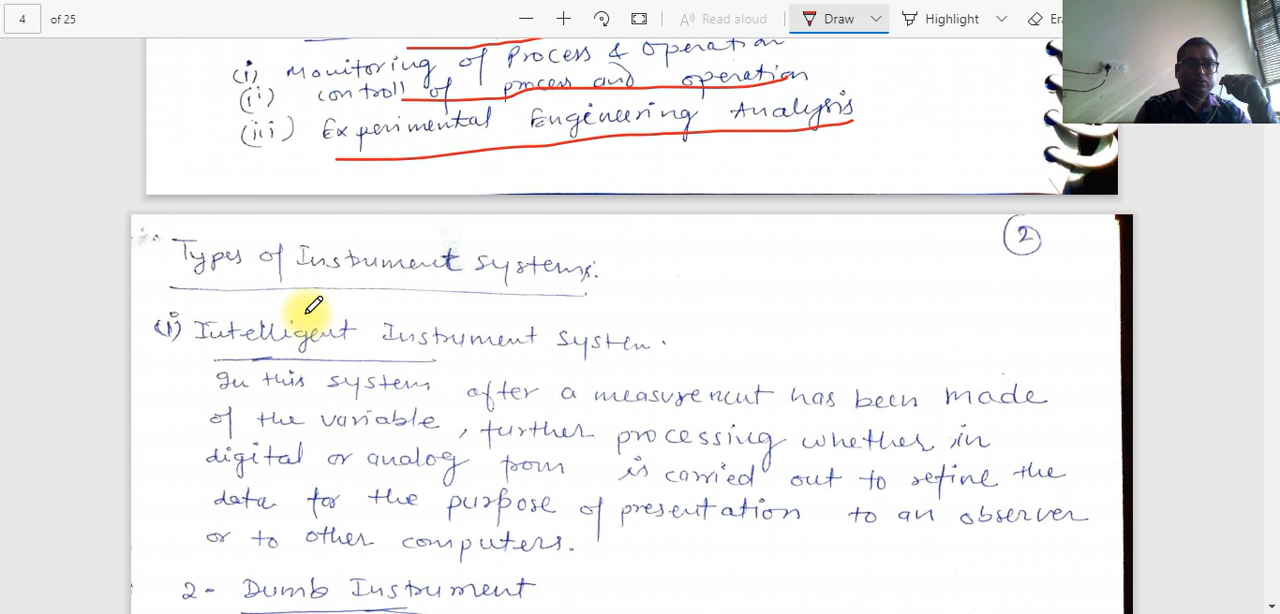 4 of 25
Read aloud
Draw
Highlight
Er
(i) Monitoring of Process & Operation
(ii) controll of process and operation
(iii) Experimental Engineering Analysis
2
Types of Instrument systems:
(i) Intelligent Instrument system.
In this system after a measurement has been made
of the variable, further processing whether in
digital or analog from is carried out to refine the
data for the purpose of presentation to an observer
or to other computers.
2- Dumb Instrument